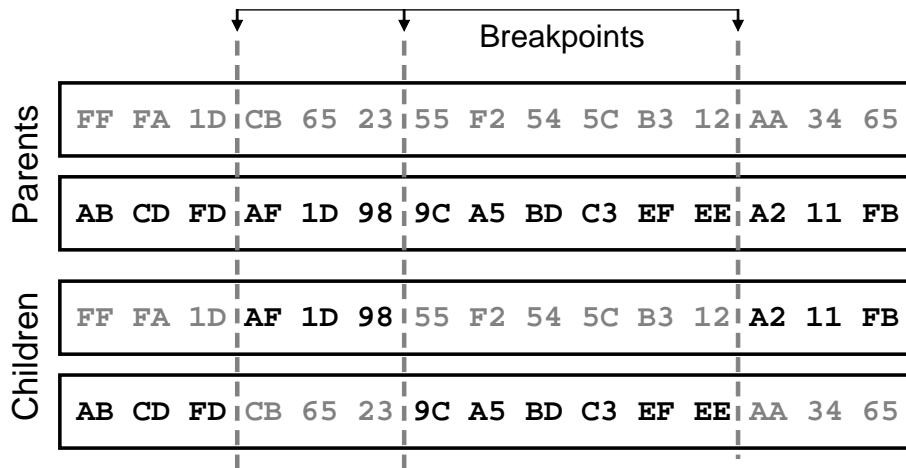 Breakpoints
Parents
FF FA 1D CB 65 23 55 F2 54 5C B3 12 AA 34 65
AB CD FD AF 1D 98 9C A5 BD C3 EF EE A2 11 FB
Children
FF FA 1D AF 1D 98 55 F2 54 5C B3 12 A2 11 FB
AB CD FD CB 65 23 9C A5 BD C3 EF EE AA 34 65